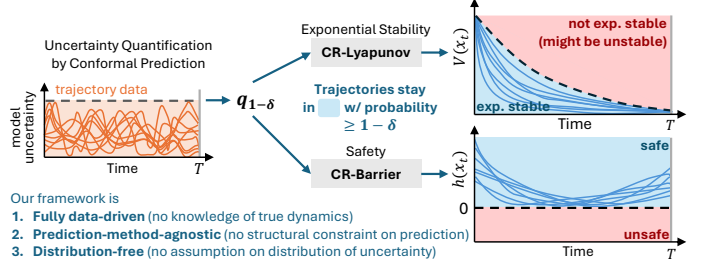 Uncertainty Quantification
by Conformal Prediction
trajectory data
model
uncertainty
Time
T
q₁₋δ
Exponential Stability
CR-Lyapunov
Trajectories stay
in w/ probability
≥ 1 − δ
Safety
CR-Barrier
V(xₜ)
not exp. stable
(might be unstable)
exp. stable
Time
T
h(xₜ)
safe
0
unsafe
Time
T
Our framework is
1. Fully data-driven (no knowledge of true dynamics)
2. Prediction-method-agnostic (no structural constraint on prediction)
3. Distribution-free (no assumption on distribution of uncertainty)